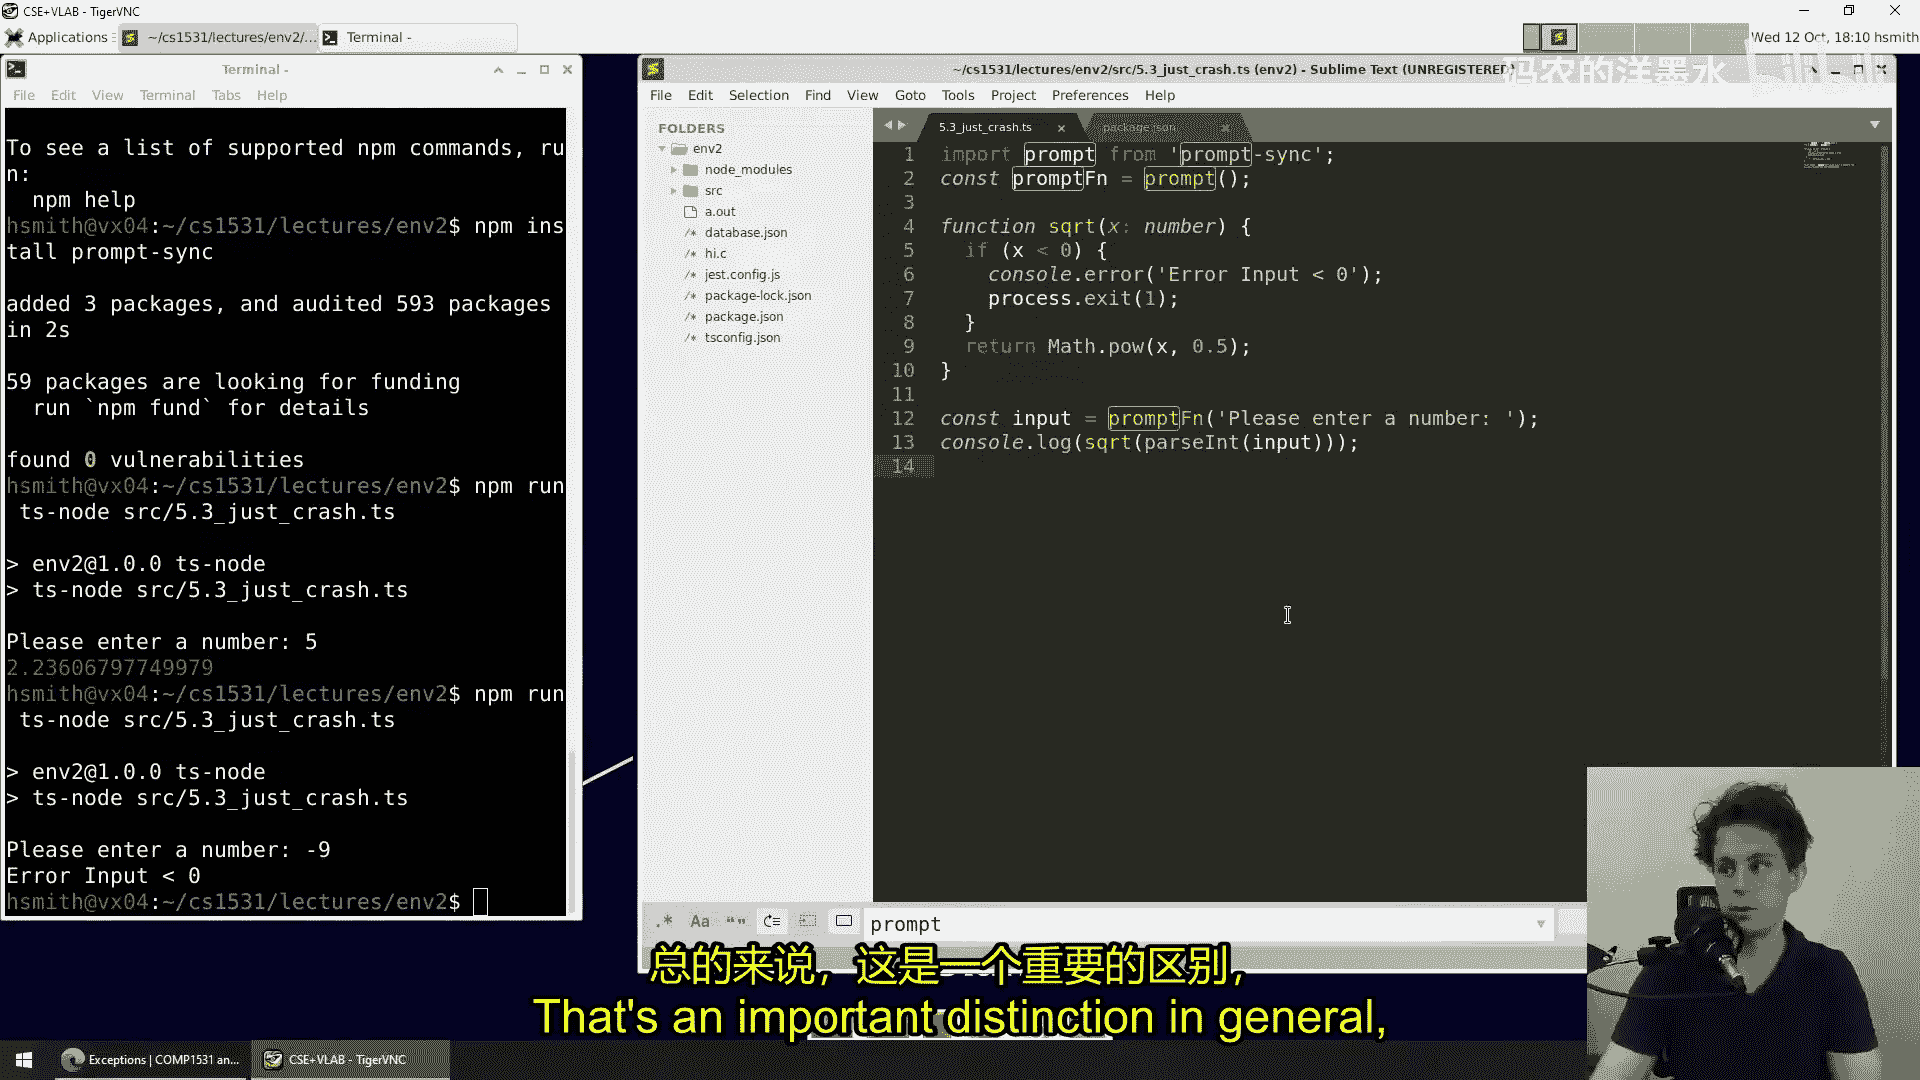 CSE+VLAB - TigerVNC
Applications
~/cs1531/lectures/env2/...
Terminal -
Wed 12 Oct, 18:10 hsmith
码农的洋墨水 bilibili
Terminal -
File Edit View Terminal Tabs Help
To see a list of supported npm commands, ru
n:
npm help
hsmith@vx04:~/cs1531/lectures/env2$ npm ins
tall prompt-sync
added 3 packages, and audited 593 packages
in 2s
59 packages are looking for funding
run `npm fund` for details
found 0 vulnerabilities
hsmith@vx04:~/cs1531/lectures/env2$ npm run
ts-node src/5.3_just_crash.ts
> env2@1.0.0 ts-node
> ts-node src/5.3_just_crash.ts
Please enter a number: 5
2.23606797749979
hsmith@vx04:~/cs1531/lectures/env2$ npm run
ts-node src/5.3_just_crash.ts
> env2@1.0.0 ts-node
> ts-node src/5.3_just_crash.ts
Please enter a number: -9
Error Input < 0
hsmith@vx04:~/cs1531/lectures/env2$
~/cs1531/lectures/env2/src/5.3_just_crash.ts (env2) - Sublime Text (UNREGISTERED)
File Edit Selection Find View Goto Tools Project Preferences Help
FOLDERS
env2
node_modules
src
a.out
/* database.json
/* hi.c
/* jest.config.js
/* package-lock.json
/* package.json
/* tsconfig.json
5.3_just_crash.ts
package.json
1 import prompt from 'prompt-sync';
2 const promptFn = prompt();
3
4 function sqrt(x: number) {
5 if (x < 0) {
6 console.error('Error Input < 0');
7 process.exit(1);
8 }
9 return Math.pow(x, 0.5);
10 }
11
12 const input = promptFn('Please enter a number: ');
13 console.log(sqrt(parseInt(input)));
14
.* Aa “” prompt
总的来说，这是一个重要的区别，
That's an important distinction in general,
Exceptions | COMP1531 an...
CSE+VLAB - TigerVNC